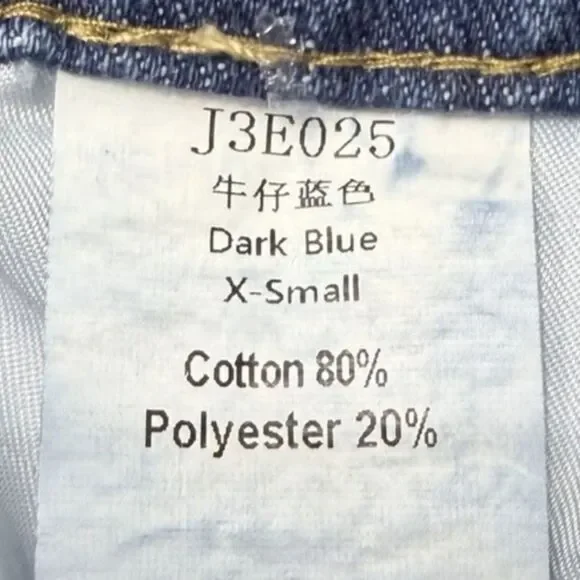 J3E025
牛仔蓝色
Dark Blue
X-Small
Cotton 80%
Polyester 20%